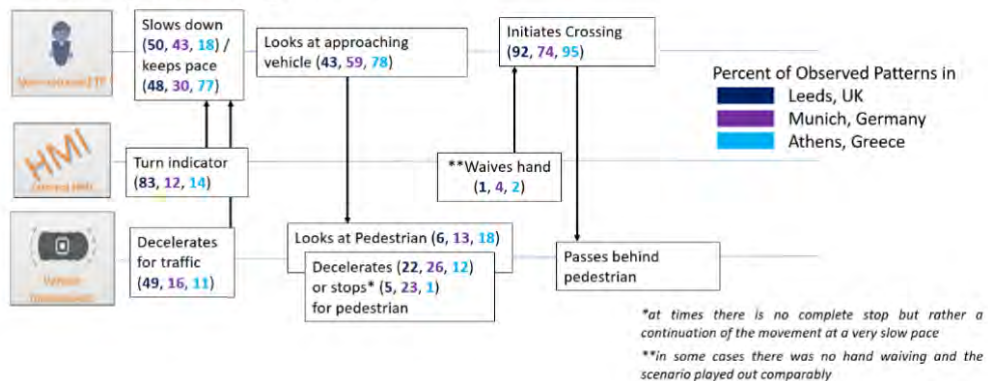 Slows down
(50, 43, 18) /
keeps pace
(48, 30, 77)
Looks at approaching
vehicle (43, 59, 78)
Initiates Crossing
(92, 74, 95)
Percent of Observed Patterns in
Leeds, UK
Munich, Germany
Athens, Greece
HMI
Turn indicator
(83, 12, 14)
**Waives hand
(1, 4, 2)
Decelerates
for traffic
(49, 16, 11)
Looks at Pedestrian (6, 13, 18)
Decelerates (22, 26, 12)
or stops* (5, 23, 1)
for pedestrian
Passes behind
pedestrian
*at times there is no complete stop but rather a
continuation of the movement at a very slow pace
**in some cases there was no hand waiving and the
scenario played out comparably